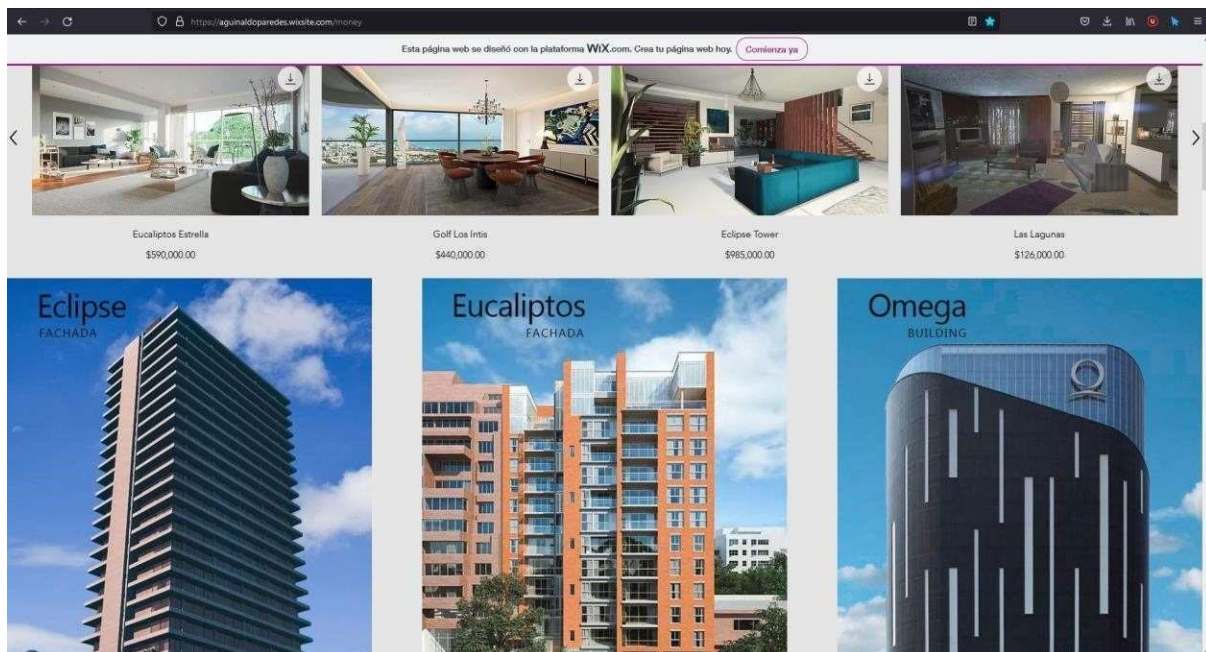 https://aguinaldoparedes.wixsite.com/money
Esta página web se diseñó con la plataforma WiX.com. Crea tu página web hoy. Comienza ya
Eucaliptos Estrella
$590,000.00
Golf Los Intis
$440,000.00
Eclipse Tower
$985,000.00
Las Lagunas
$126,000.00
Eclipse
FACHADA
Eucaliptos
FACHADA
Omega
BUILDING